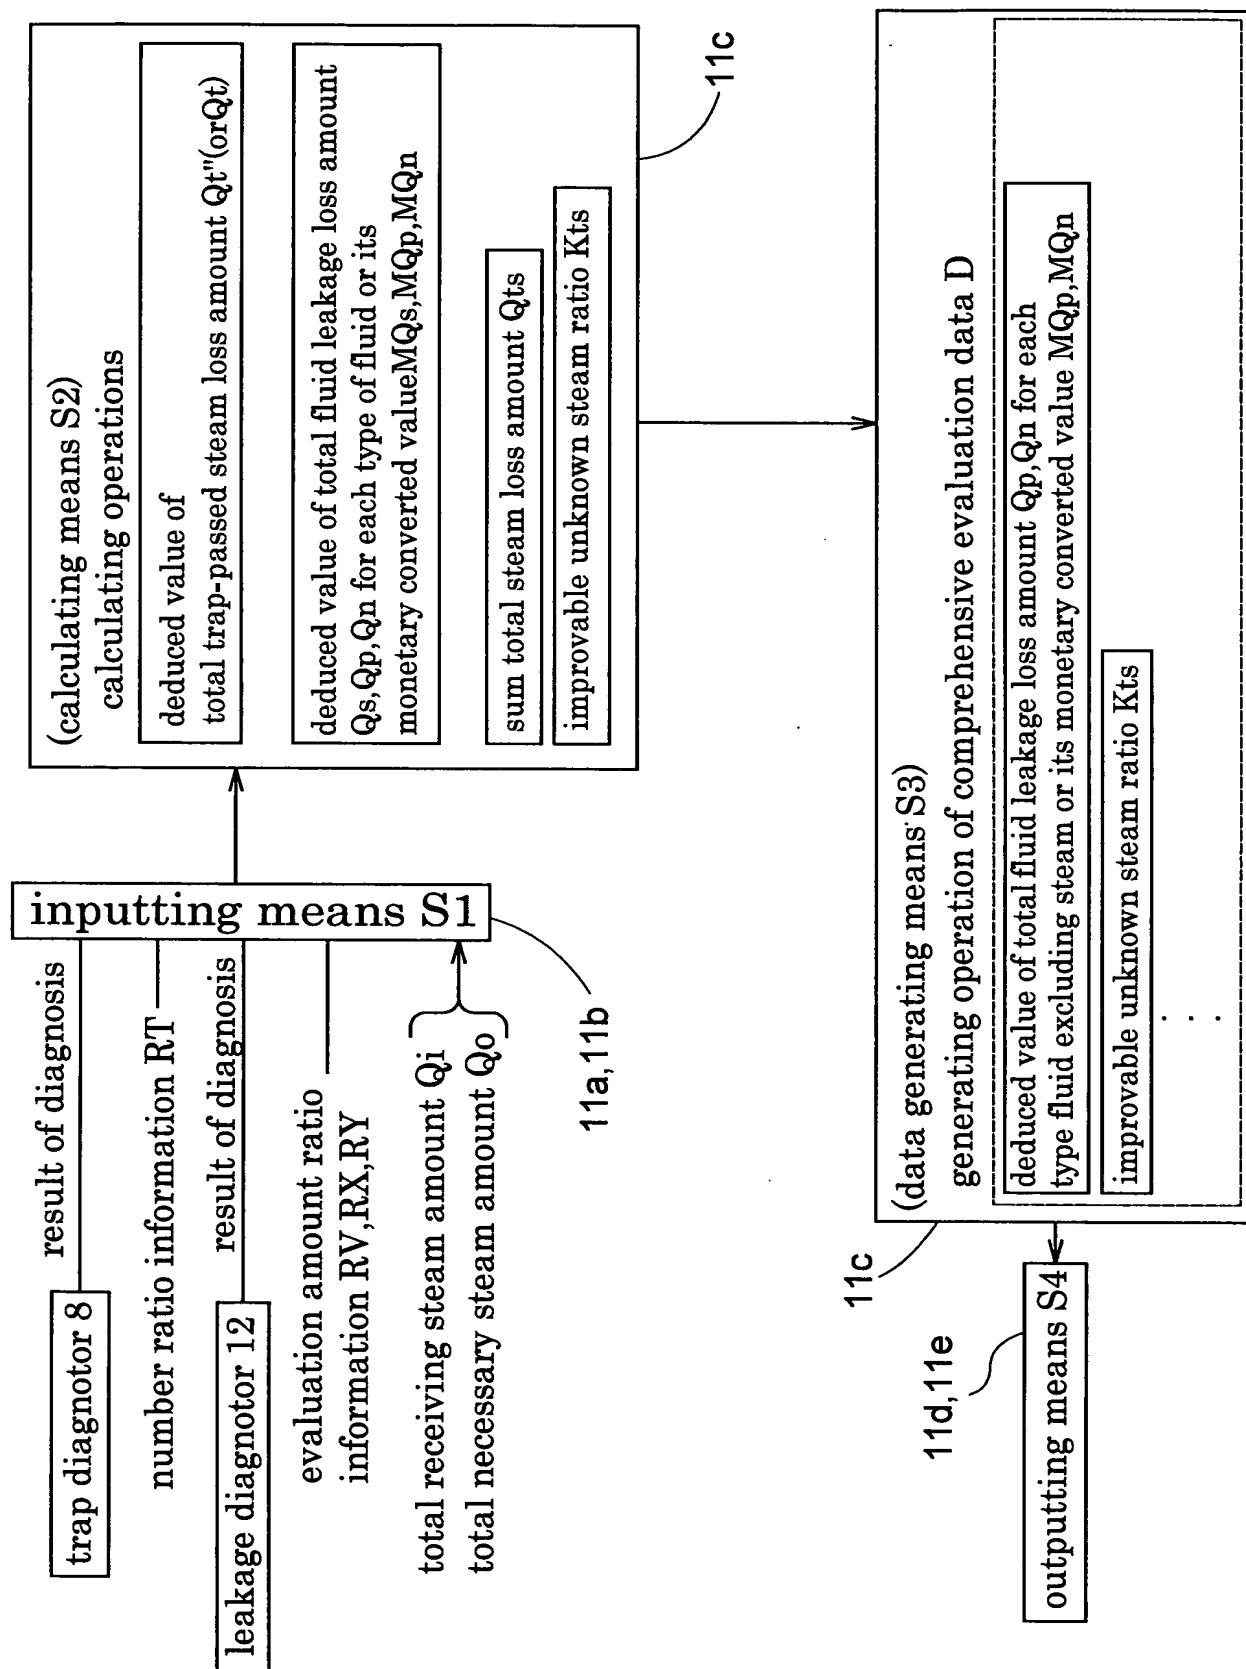 trap diagnotor 8
result of diagnosis
number ratio information RT
leakage diagnotor 12
result of diagnosis
evaluation amount ratio
information RV,RX,RY
total receiving steam amount Qi
total necessary steam amount Qo
inputting means S1
11a,11b
(calculating means S2)
calculating operations
deduced value of
total trap-passed steam loss amount Qt"(orQt)
deduced value of total fluid leakage loss amount
Qs,Qp,Qn for each type of fluid or its
monetary converted valueMQs,MQp,MQn
sum total steam loss amount Qts
improvable unknown steam ratio Kts
11c
(data generating means S3)
generating operation of comprehensive evaluation data D
deduced value of total fluid leakage loss amount Qp,Qn for each
type fluid excluding steam or its monetary converted value MQp,MQn
improvable unknown steam ratio Kts
. . .
11c
outputting means S4
11d,11e